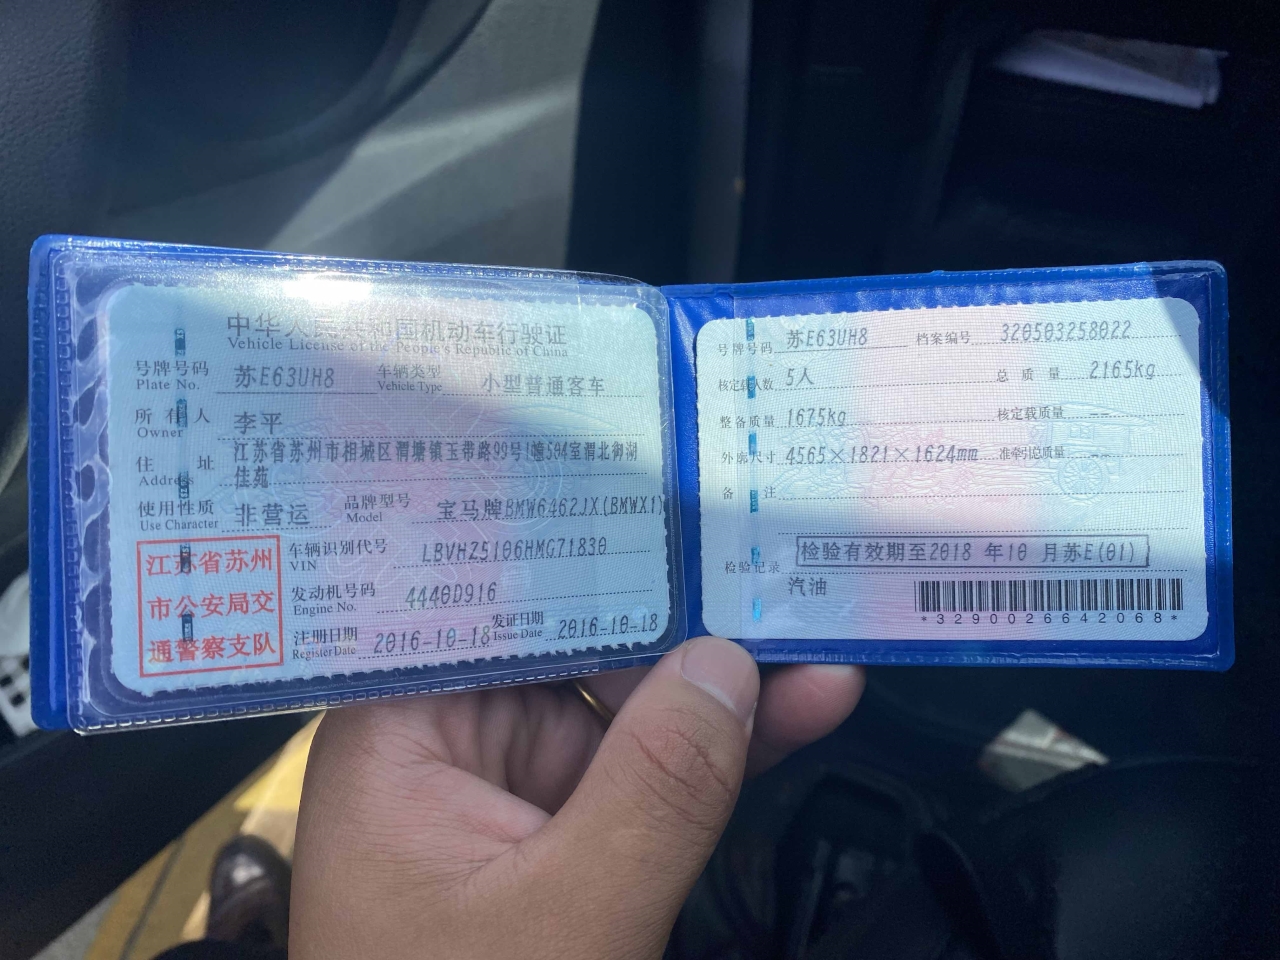 中华人民共和国机动车行驶证
Vehicle License of the People's Republic of China
号牌号码 苏E63UH8 车辆类型 小型普通客车
Plate No. Vehicle Type
所有人 李平
Owner
住址 江苏省苏州市相城区渭塘镇玉带路99号1幢504室渭北御湖
Address 佳苑
使用性质 非营运 品牌型号 宝马牌BMW6462JX(BMWX1)
Use Character Model
江苏省苏州
市公安局交
通警察支队
车辆识别代号 LBVHZ5106HMG71830
VIN
发动机号码 4440D916
Engine No.
注册日期 2016-10-18 发证日期 2016-10-18
Register Date Issue Date
号牌号码 苏E63UH8 档案编号 320503258022
核定载人数 5人 总质量 2165kg
整备质量 1675kg 核定载质量 --
外廓尺寸 4565×1821×1624mm 准牵引总质量 --
备注
检验记录 检验有效期至2018 年10 月苏E(01)
汽油
*3290026642068*